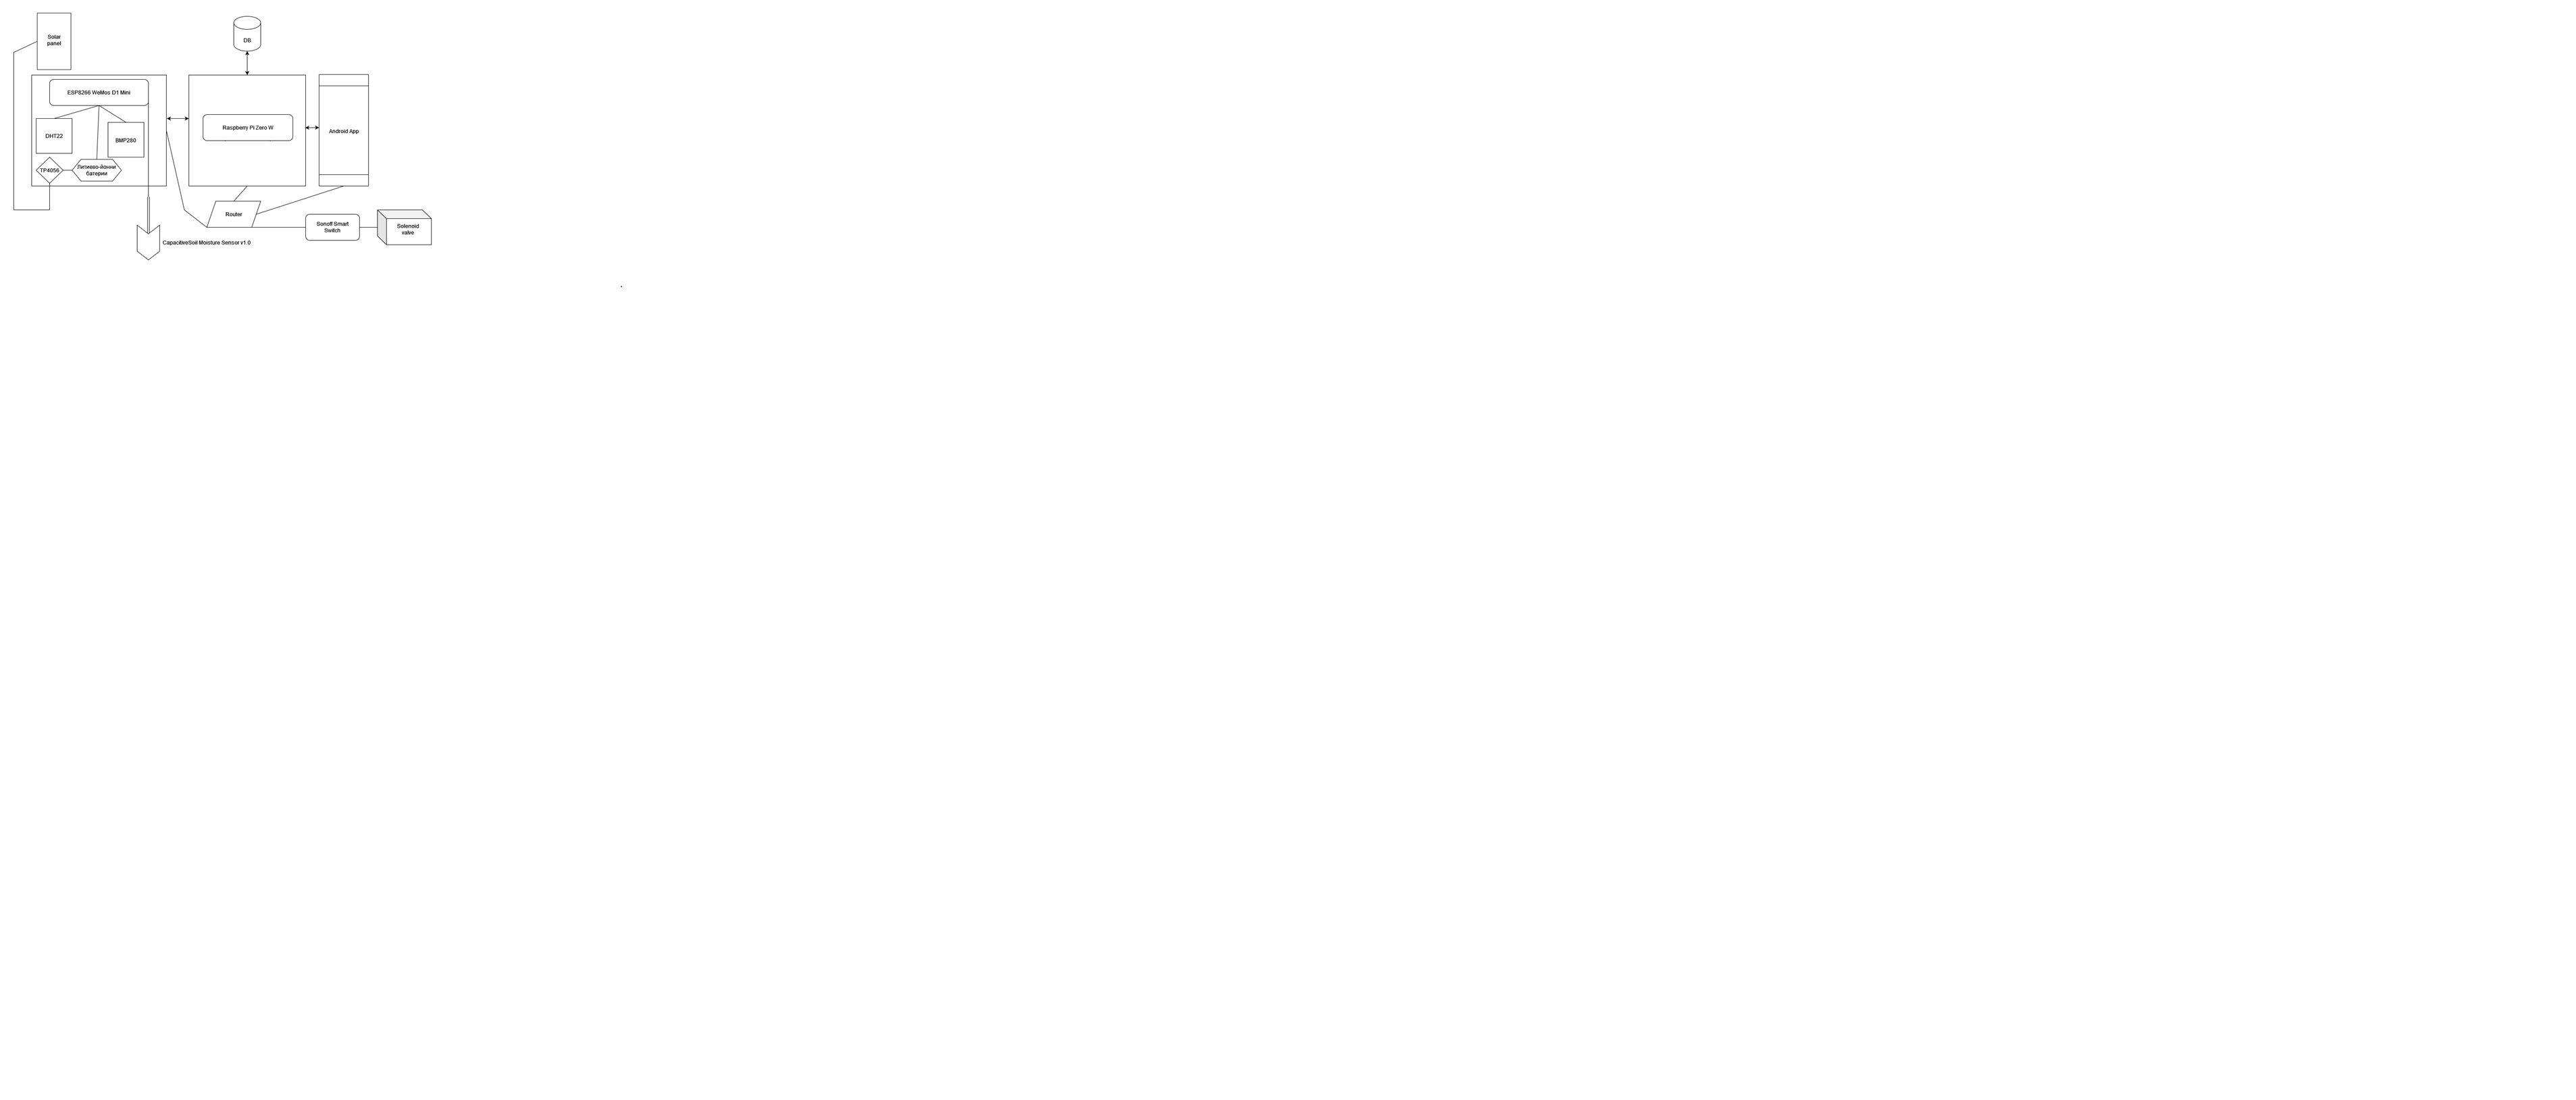 Solar
panel
DB
ESP8266 WeMos D1 Mini
DHT22
BMP280
TP4056
Литиево-йонни
батерии
Raspberry Pi Zero W
Android App
Router
Sonoff Smart
Switch
Solenoid
valve
CapacitiveSoil Moisture Sensor v1.0